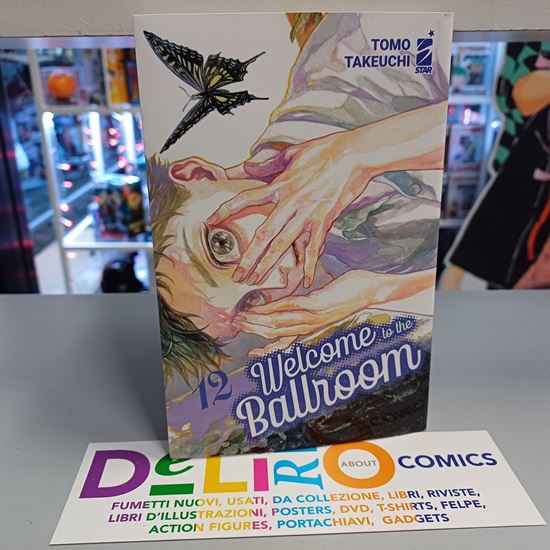 TOMO
TAKEUCHI
STAR
12
Welcome to the
Ballroom
DeLiRiO
ABOUT
COMICS
FUMETTI NUOVI, USATI, DA COLLEZIONE, LIBRI, RIVISTE,
LIBRI D'ILLUSTRAZIONI, POSTERS, DVD, T-SHIRTS, FELPE,
ACTION FIGURES, PORTACHIAVI, GADGETS